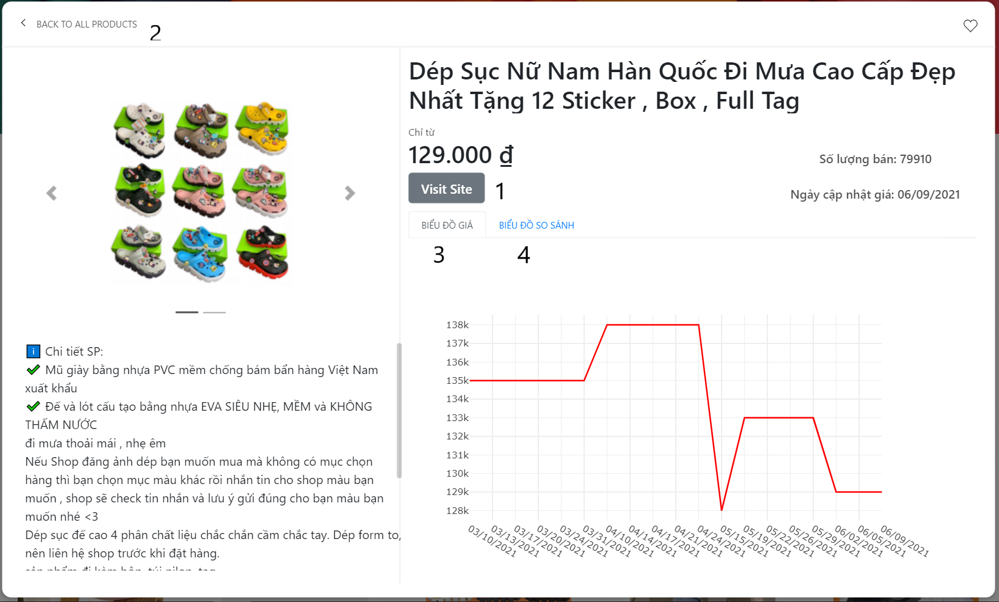 BACK TO ALL PRODUCTS
2
Dép Sục Nữ Nam Hàn Quốc Đi Mưa Cao Cấp Đẹp
Nhất Tặng 12 Sticker , Box , Full Tag
Chỉ từ
129.000 ₫
Số lượng bán: 79910
Visit Site
1
Ngày cập nhật giá: 06/09/2021
BIỂU ĐỒ GIÁ
BIỂU ĐỒ SO SÁNH
3
4
138k
137k
136k
135k
134k
133k
132k
131k
130k
129k
128k
03/10/2021
03/13/2021
03/17/2021
03/20/2021
03/24/2021
03/31/2021
04/10/2021
04/14/2021
04/17/2021
04/21/2021
04/24/2021
05/15/2021
05/19/2021
05/22/2021
05/26/2021
05/29/2021
06/02/2021
06/05/2021
06/09/2021
ℹ️ Chi tiết SP:
✔️ Mũ giày bằng nhựa PVC mềm chống bám bẩn hàng Việt Nam
xuất khẩu
✔️ Đế và lót cấu tạo bằng nhựa EVA SIÊU NHẸ, MỀM và KHÔNG
THẤM NƯỚC
đi mưa thoải mái , nhẹ êm
Nếu Shop đăng ảnh dép bạn muốn mua mà không có mục chọn
hàng thì bạn chọn mục màu khác rồi nhắn tin cho shop màu bạn
muốn , shop sẽ check tin nhắn và lưu ý gửi đúng cho bạn màu bạn
muốn nhé <3
Dép sục đế cao 4 phân chất liệu chắc chắn cầm chắc tay. Dép form to,
nên liên hệ shop trước khi đặt hàng.
sản phẩm đi kèm hộp, túi nilon, tag